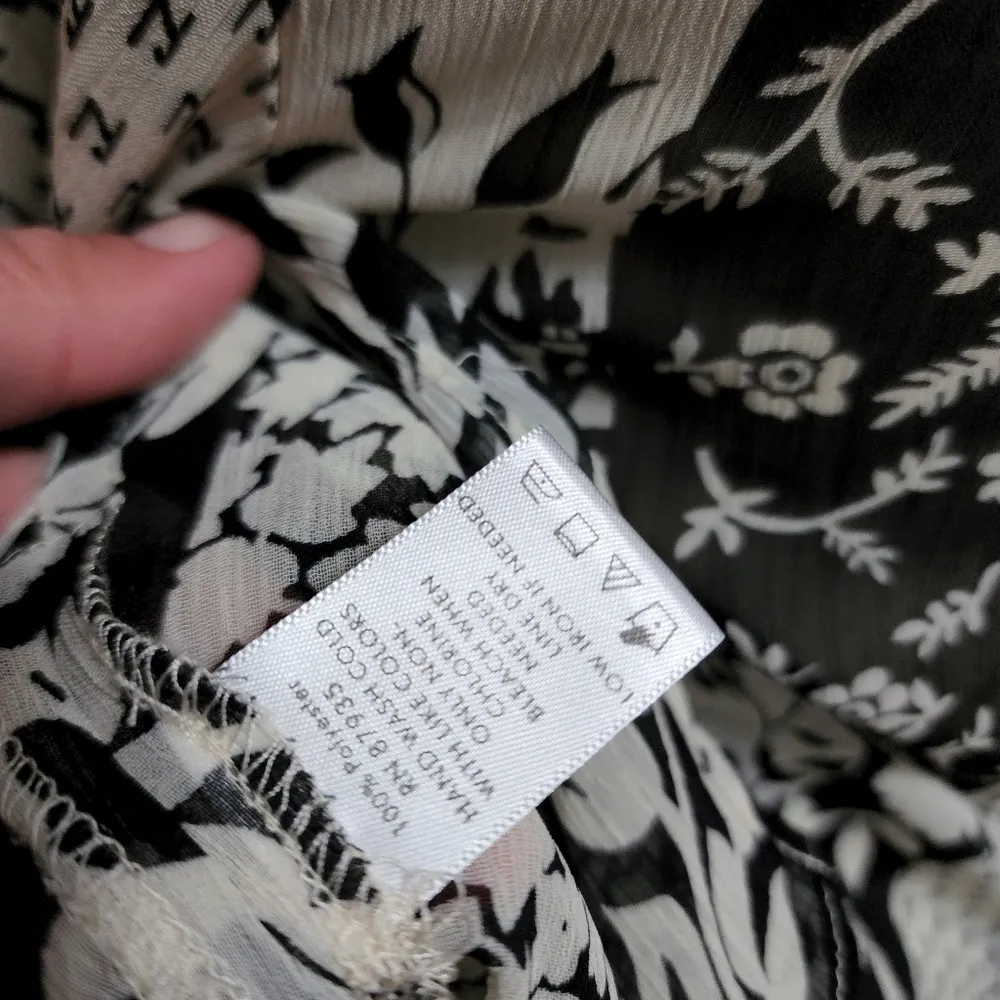 100% Polyester
RN 87935
HAND WASH COLD
WITH LIKE COLORS
ONLY NON-
CHLORINE
BLEACH WHEN
NEEDED
LINE DRY
LOW IRON IF NEEDED